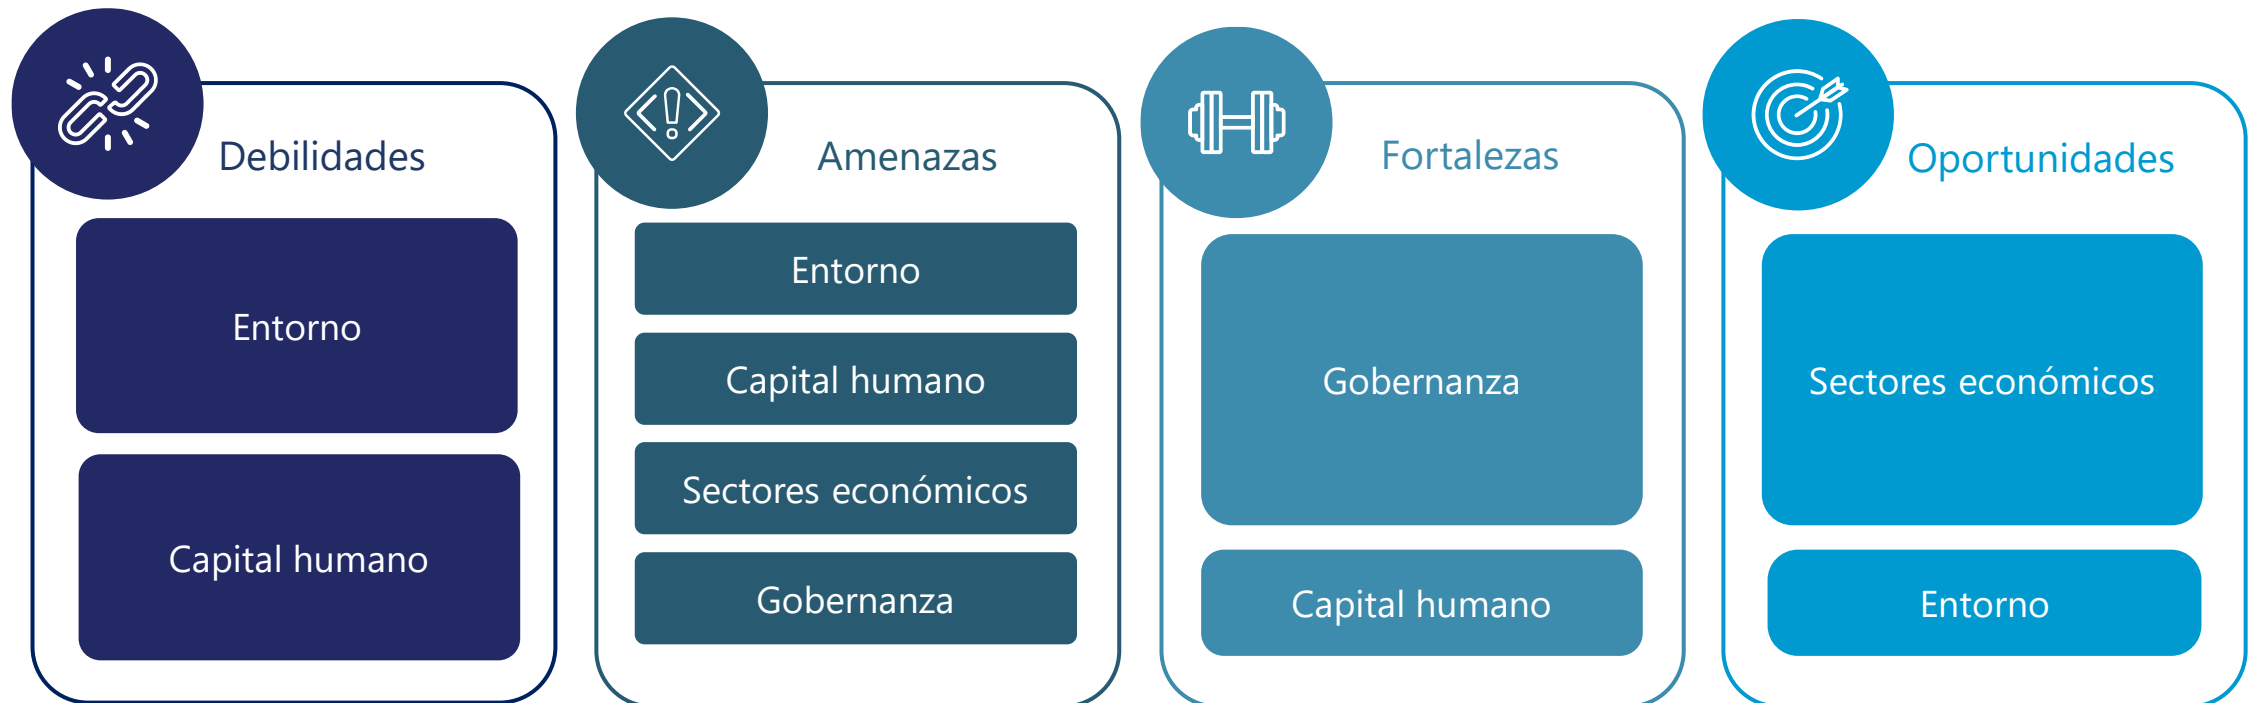 Debilidades
Entorno
Capital humano
Amenazas
Entorno
Capital humano
Sectores económicos
Gobernanza
Fortalezas
Gobernanza
Capital humano
Oportunidades
Sectores económicos
Entorno